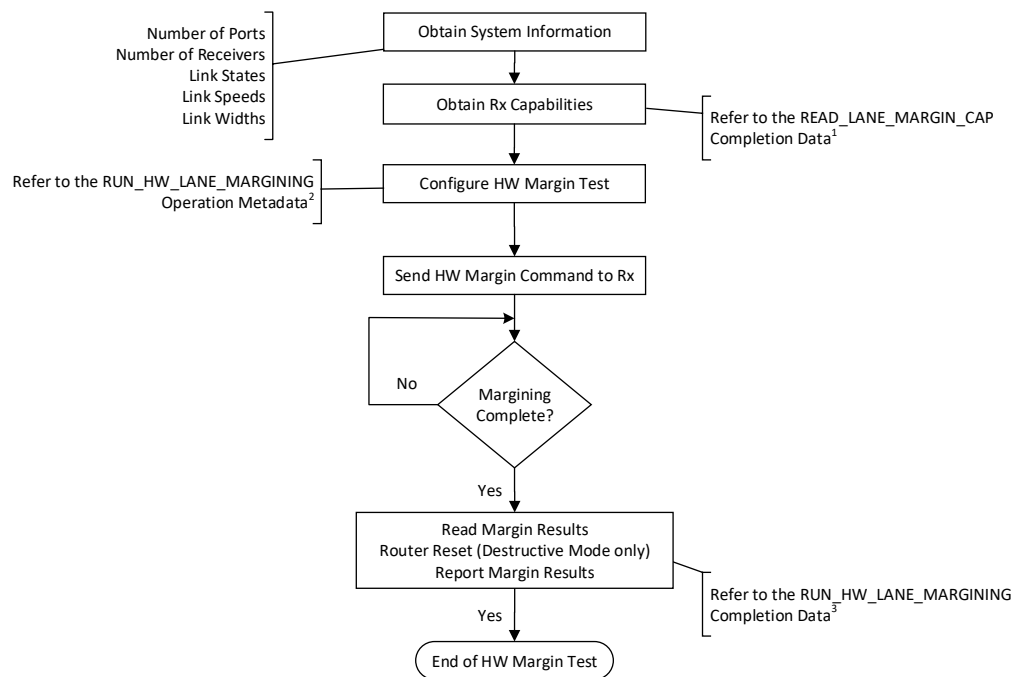 Number of Ports
Number of Receivers
Link States
Link Speeds
Link Widths
Obtain System Information
Obtain Rx Capabilities
Refer to the READ_LANE_MARGIN_CAP
Completion Data1
Refer to the RUN_HW_LANE_MARGINING
Operation Metadata2
Configure HW Margin Test
Send HW Margin Command to Rx
No
Margining
Complete?
Yes
Read Margin Results
Router Reset (Destructive Mode only)
Report Margin Results
Refer to the RUN_HW_LANE_MARGINING
Completion Data3
Yes
End of HW Margin Test